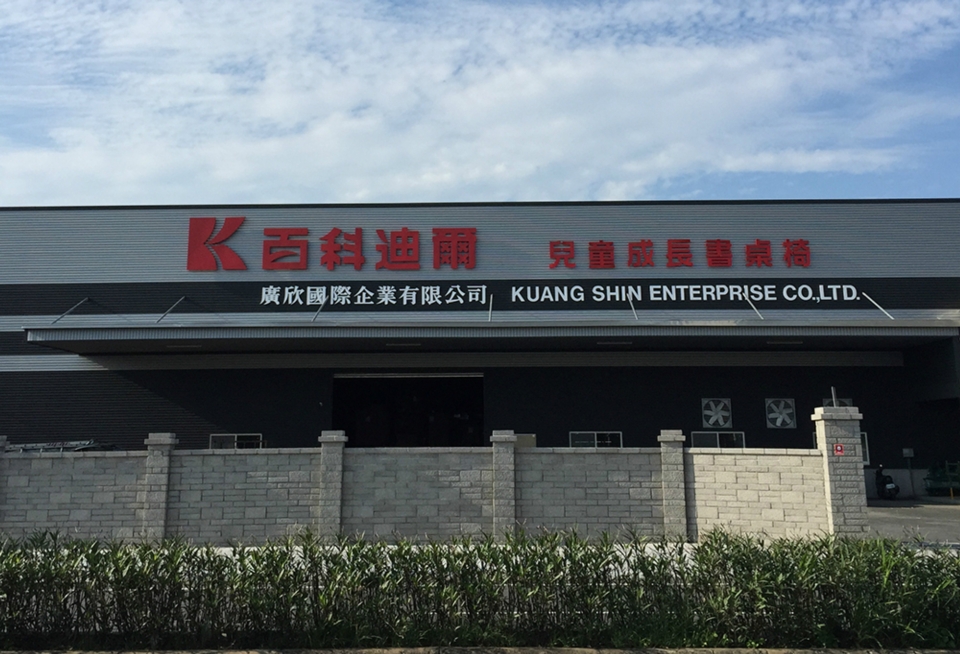 K 百科迪爾 兒童成長書桌椅
廣欣國際企業有限公司 KUANG SHIN ENTERPRISE CO.,LTD.